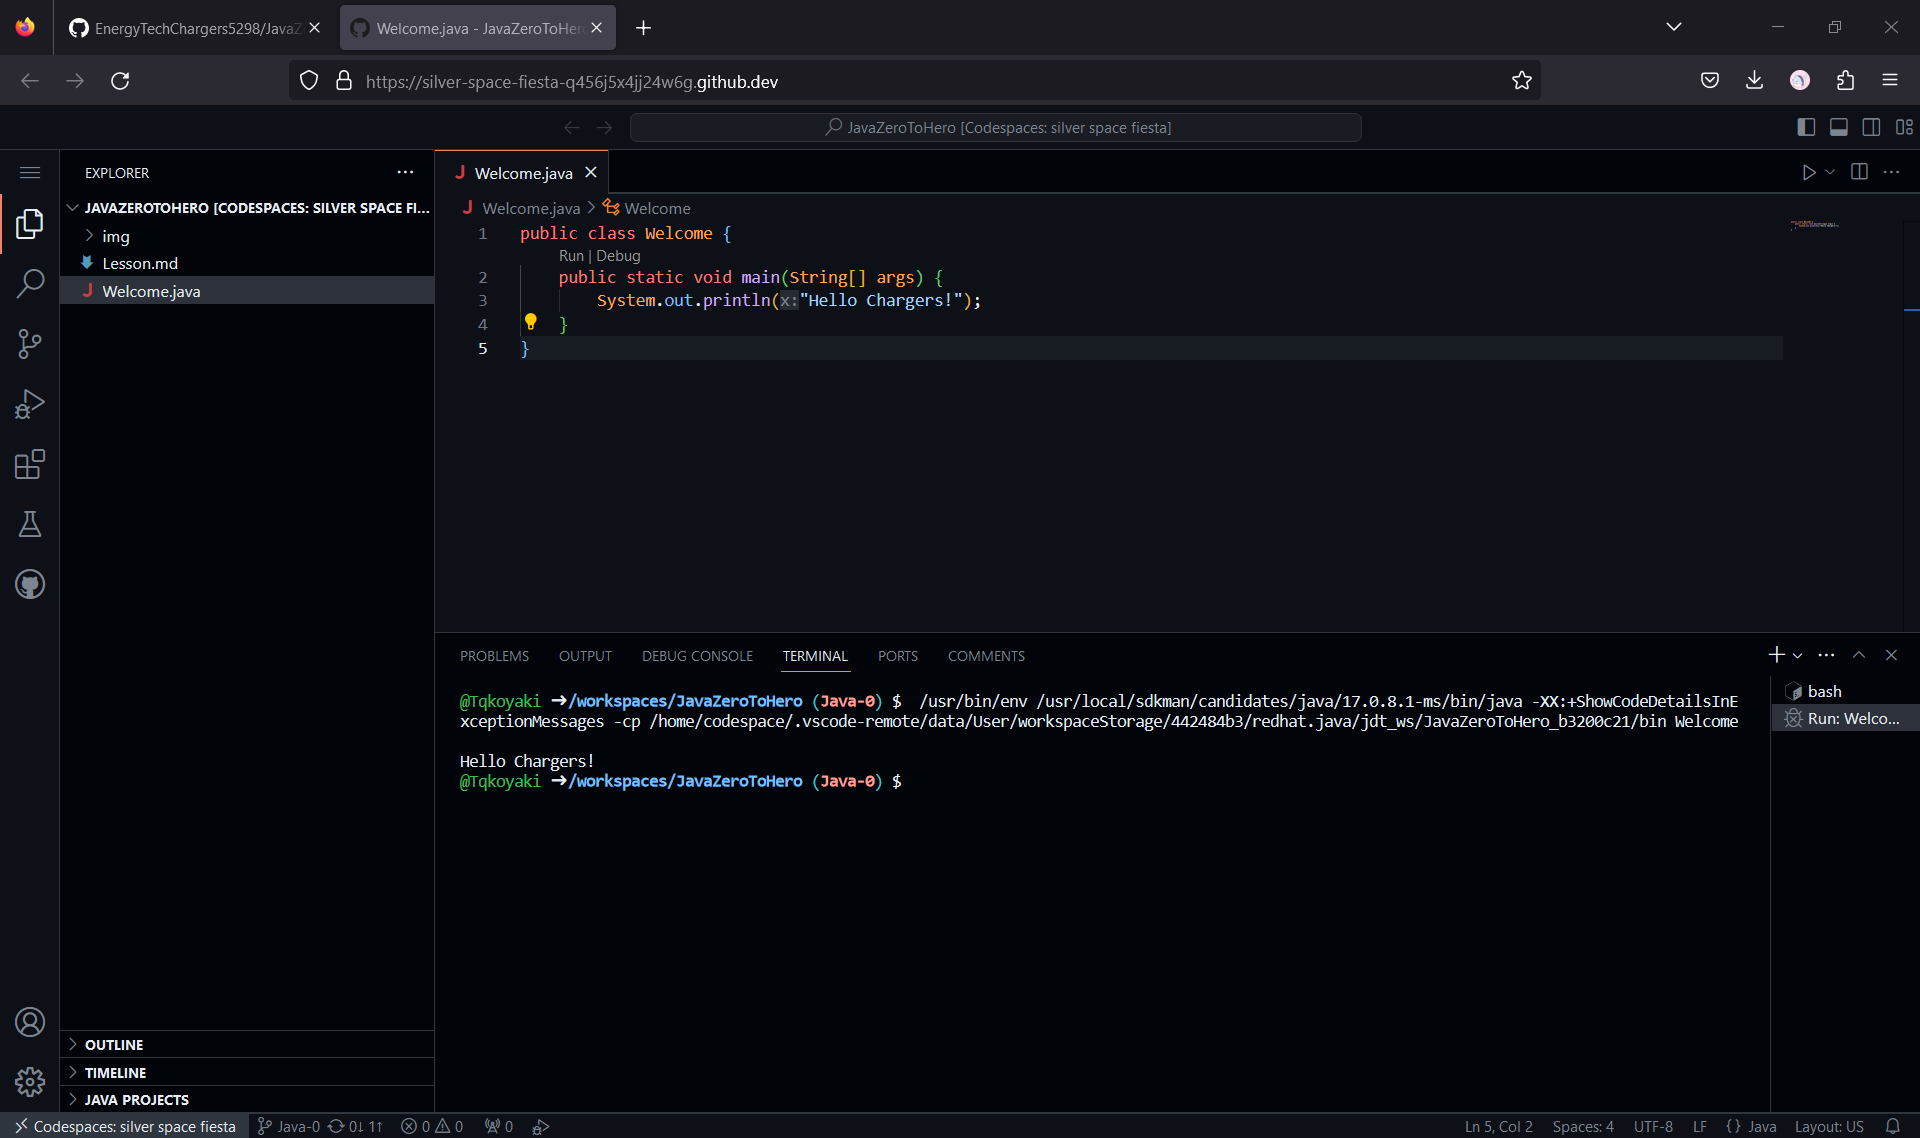 EnergyTechChargers5298/JavaZ
Welcome.java - JavaZeroToHer
https://silver-space-fiesta-q456j5x4jj24w6g.github.dev
JavaZeroToHero [Codespaces: silver space fiesta]
EXPLORER
JAVAZEROTOHERO [CODESPACES: SILVER SPACE FI...
img
Lesson.md
J Welcome.java
J Welcome.java
J Welcome.java > Welcome
1 public class Welcome {
Run | Debug
2 public static void main(String[] args) {
3 System.out.println(x:"Hello Chargers!");
4 }
5 }
PROBLEMS OUTPUT DEBUG CONSOLE TERMINAL PORTS COMMENTS
@Tqkoyaki ➜/workspaces/JavaZeroToHero (Java-0) $ /usr/bin/env /usr/local/sdkman/candidates/java/17.0.8.1-ms/bin/java -XX:+ShowCodeDetailsInE
xceptionMessages -cp /home/codespace/.vscode-remote/data/User/workspaceStorage/442484b3/redhat.java/jdt_ws/JavaZeroToHero_b3200c21/bin Welcome
Hello Chargers!
@Tqkoyaki ➜/workspaces/JavaZeroToHero (Java-0) $
bash
Run: Welco...
OUTLINE
TIMELINE
JAVA PROJECTS
Codespaces: silver space fiesta Java-0 0↓ 1↑ 0 0 0 Ln 5, Col 2 Spaces: 4 UTF-8 LF {} Java Layout: US